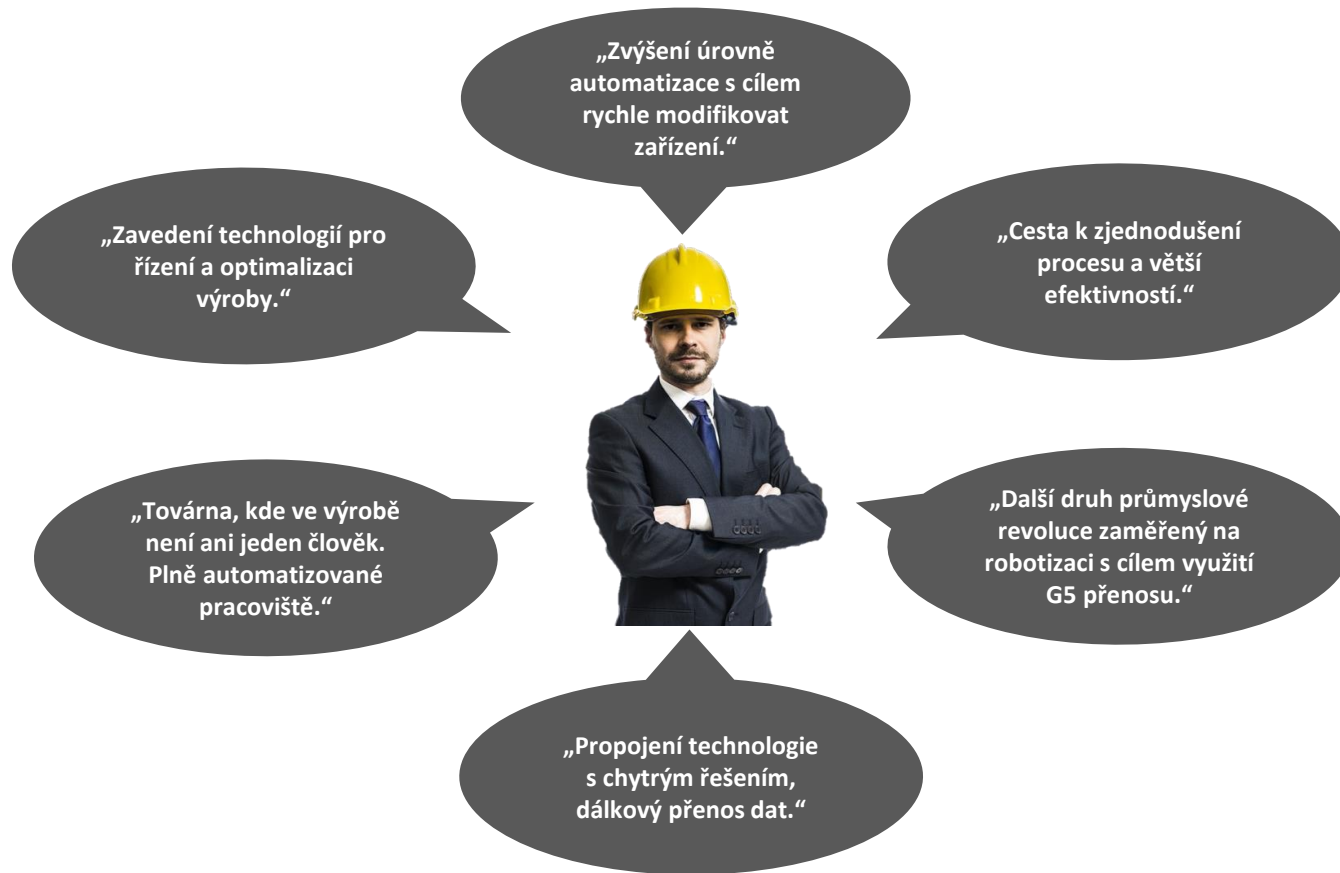 „Zvýšení úrovně
automatizace s cílem
rychle modifikovat
zařízení.“
„Zavedení technologií pro
řízení a optimalizaci
výroby.“
„Cesta k zjednodušení
procesu a větší
efektivností.“
„Továrna, kde ve výrobě
není ani jeden člověk.
Plně automatizované
pracoviště.“
„Další druh průmyslové
revoluce zaměřený na
robotizaci s cílem využití
G5 přenosu.“
„Propojení technologie
s chytrým řešením,
dálkový přenos dat.“